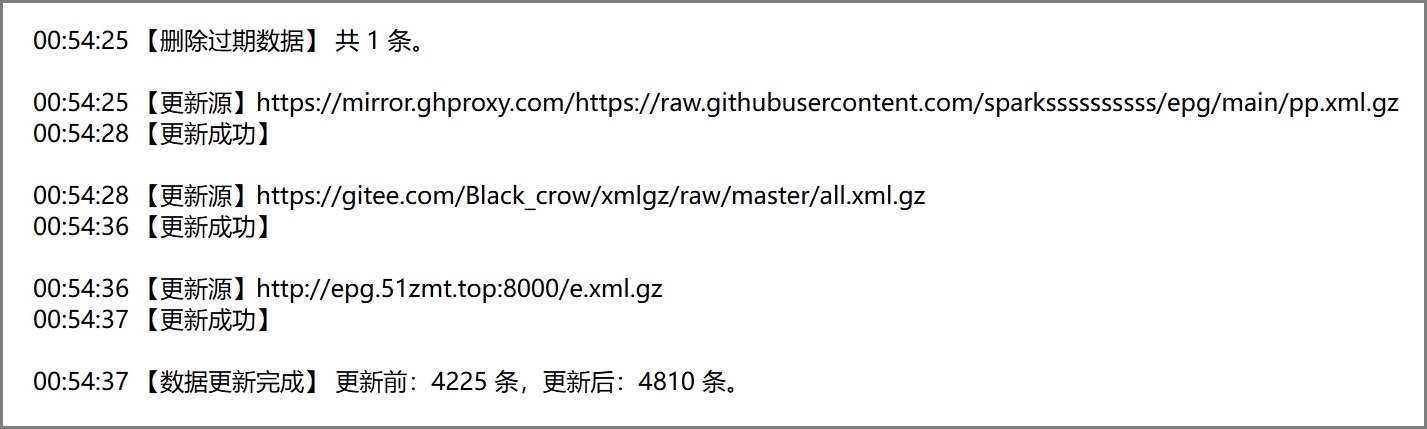 00:54:25 【删除过期数据】 共 1 条。
00:54:25 【更新源】https://mirror.ghproxy.com/https://raw.githubusercontent.com/sparkssssssssss/epg/main/pp.xml.gz
00:54:28 【更新成功】
00:54:28 【更新源】https://gitee.com/Black_crow/xmlgz/raw/master/all.xml.gz
00:54:36 【更新成功】
00:54:36 【更新源】http://epg.51zmt.top:8000/e.xml.gz
00:54:37 【更新成功】
00:54:37 【数据更新完成】 更新前：4225 条，更新后：4810 条。